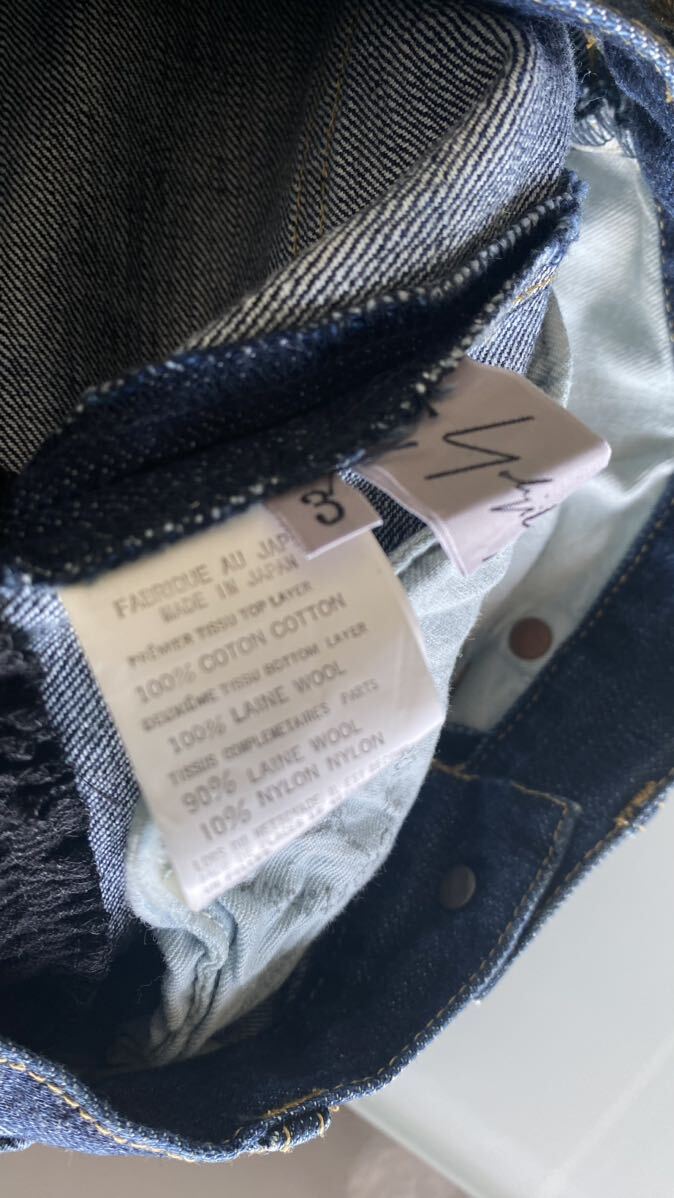 3
FABRIQUE AU JAP
MADE IN JAPAN
PREMIER TISSU TOP LAYER
100% COTON COTTON
DEUXIÈME TISSU BOTTOM LAYER
100% LAINE WOOL
TISSUS COMPLEMETAIRES PARTS
90% LAINE WOOL
10% NYLON NYLON